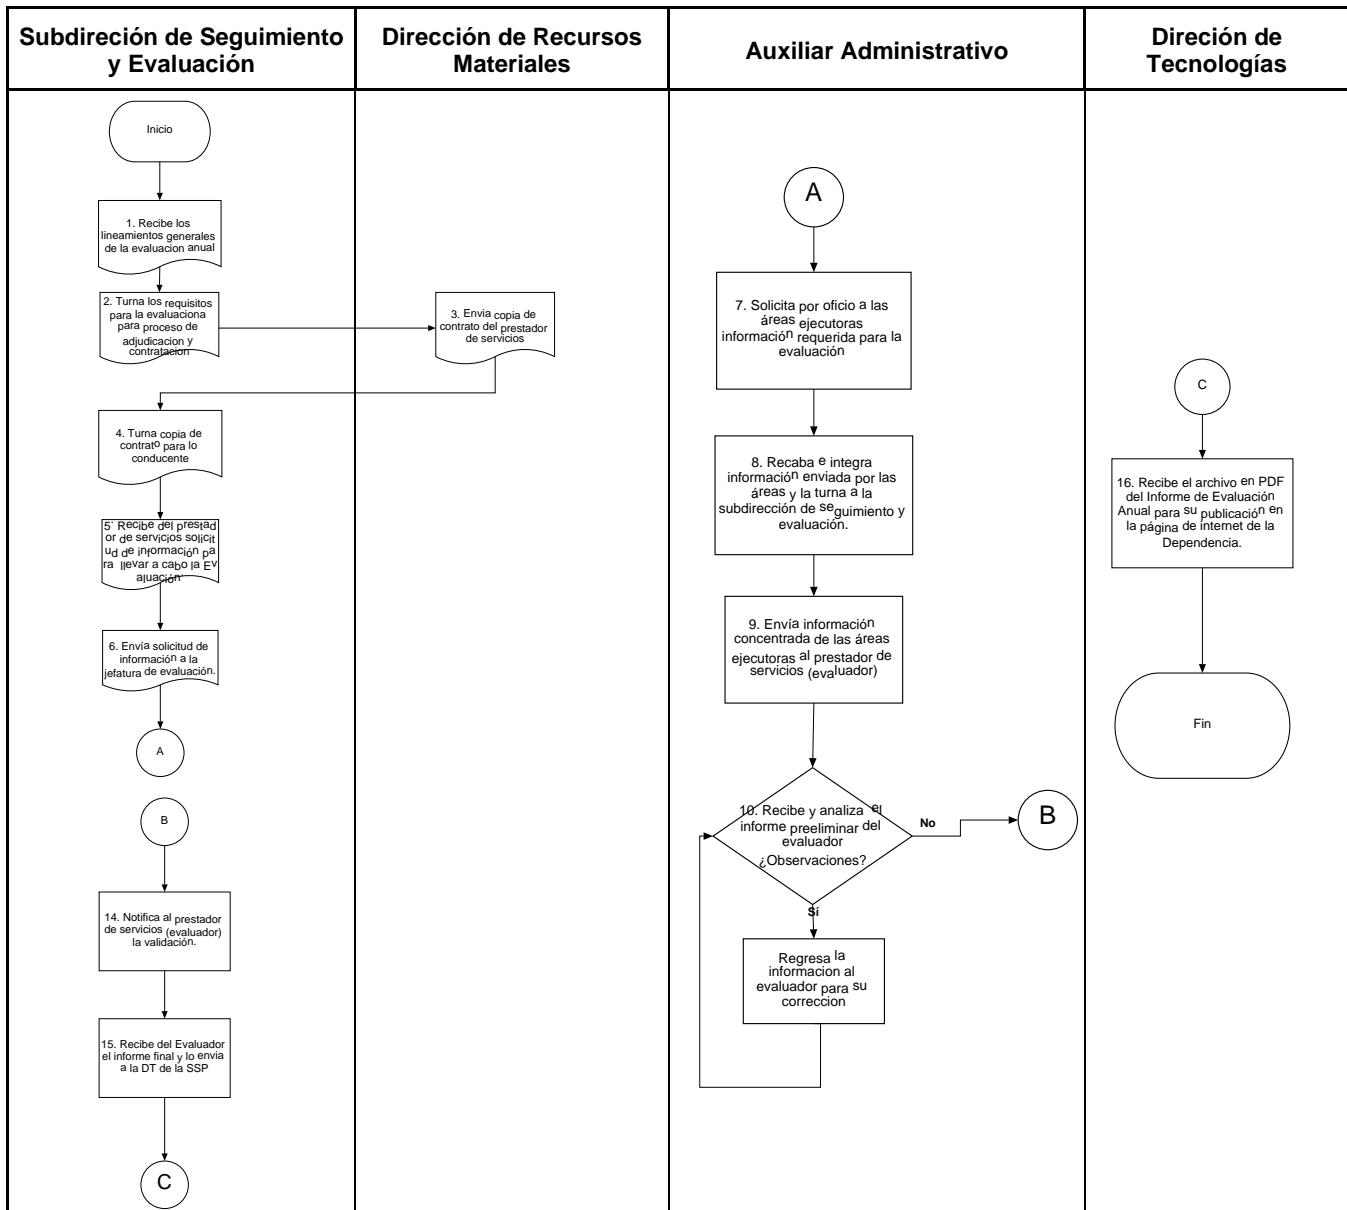 Subdireción de Seguimiento
y Evaluación
Dirección de Recursos
Materiales
Auxiliar Administrativo
Direción de
Tecnologías
Inicio
1. Recibe los
lineamientos generales
de la evaluacion anual
2. Turna los requisitos
para la evaluaciona
para proceso de
adjudicacion y
contratacion
3. Envia copia de
contrato del prestador
de servicios
4. Turna copia de
contrato para lo
conducente
5. Recibe del prestad
or de servicios solicit
ud de información pa
ra llevar a cabo la Ev
aluación.
6. Envía solicitud de
información a la
jefatura de evaluación.
A
B
14. Notifica al prestador
de servicios (evaluador)
la validación.
15. Recibe del Evaluador
el informe final y lo envia
a la DT de la SSP
C
A
7. Solicita por oficio a las
áreas ejecutoras
información requerida para la
evaluación
8. Recaba e integra
información enviada por las
áreas y la turna a la
subdirección de seguimiento y
evaluación.
9. Envía información
concentrada de las áreas
ejecutoras al prestador de
servicios (evaluador)
10. Recibe y analiza el
informe preeliminar del
evaluador
¿Observaciones?
No
B
Sí
Regresa la
informacion al
evaluador para su
correccion
C
16. Recibe el archivo en PDF
del Informe de Evaluación
Anual para su publicación en
la página de internet de la
Dependencia.
Fin